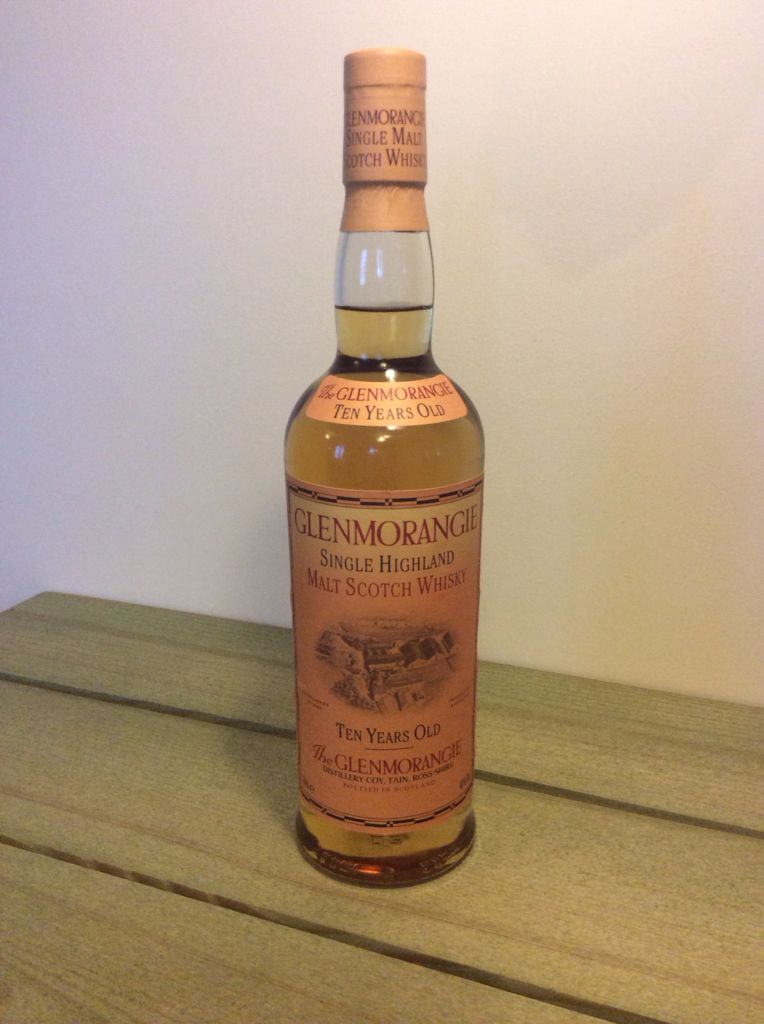 GLENMORANGIE
SINGLE MALT
SCOTCH WHISKY
The GLENMORANGIE
TEN YEARS OLD
GLENMORANGIE
SINGLE HIGHLAND
MALT SCOTCH WHISKY
TEN YEARS OLD
The GLENMORANGIE
DISTILLERY COY, TAIN, ROSS-SHIRE
BOTTLED IN SCOTLAND